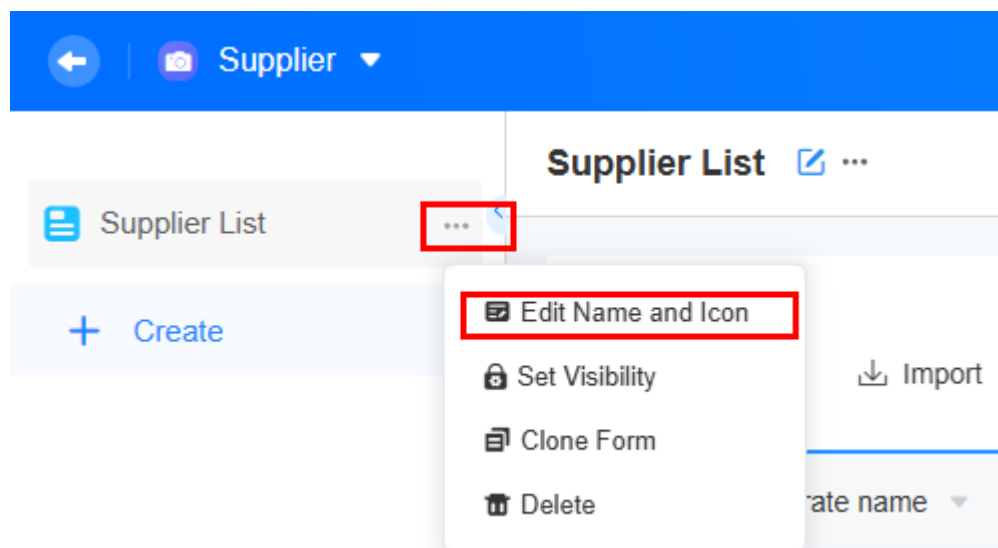 Supplier
Supplier List
Supplier List
Create
Edit Name and Icon
Set Visibility
Clone Form
Delete
Import
rate name